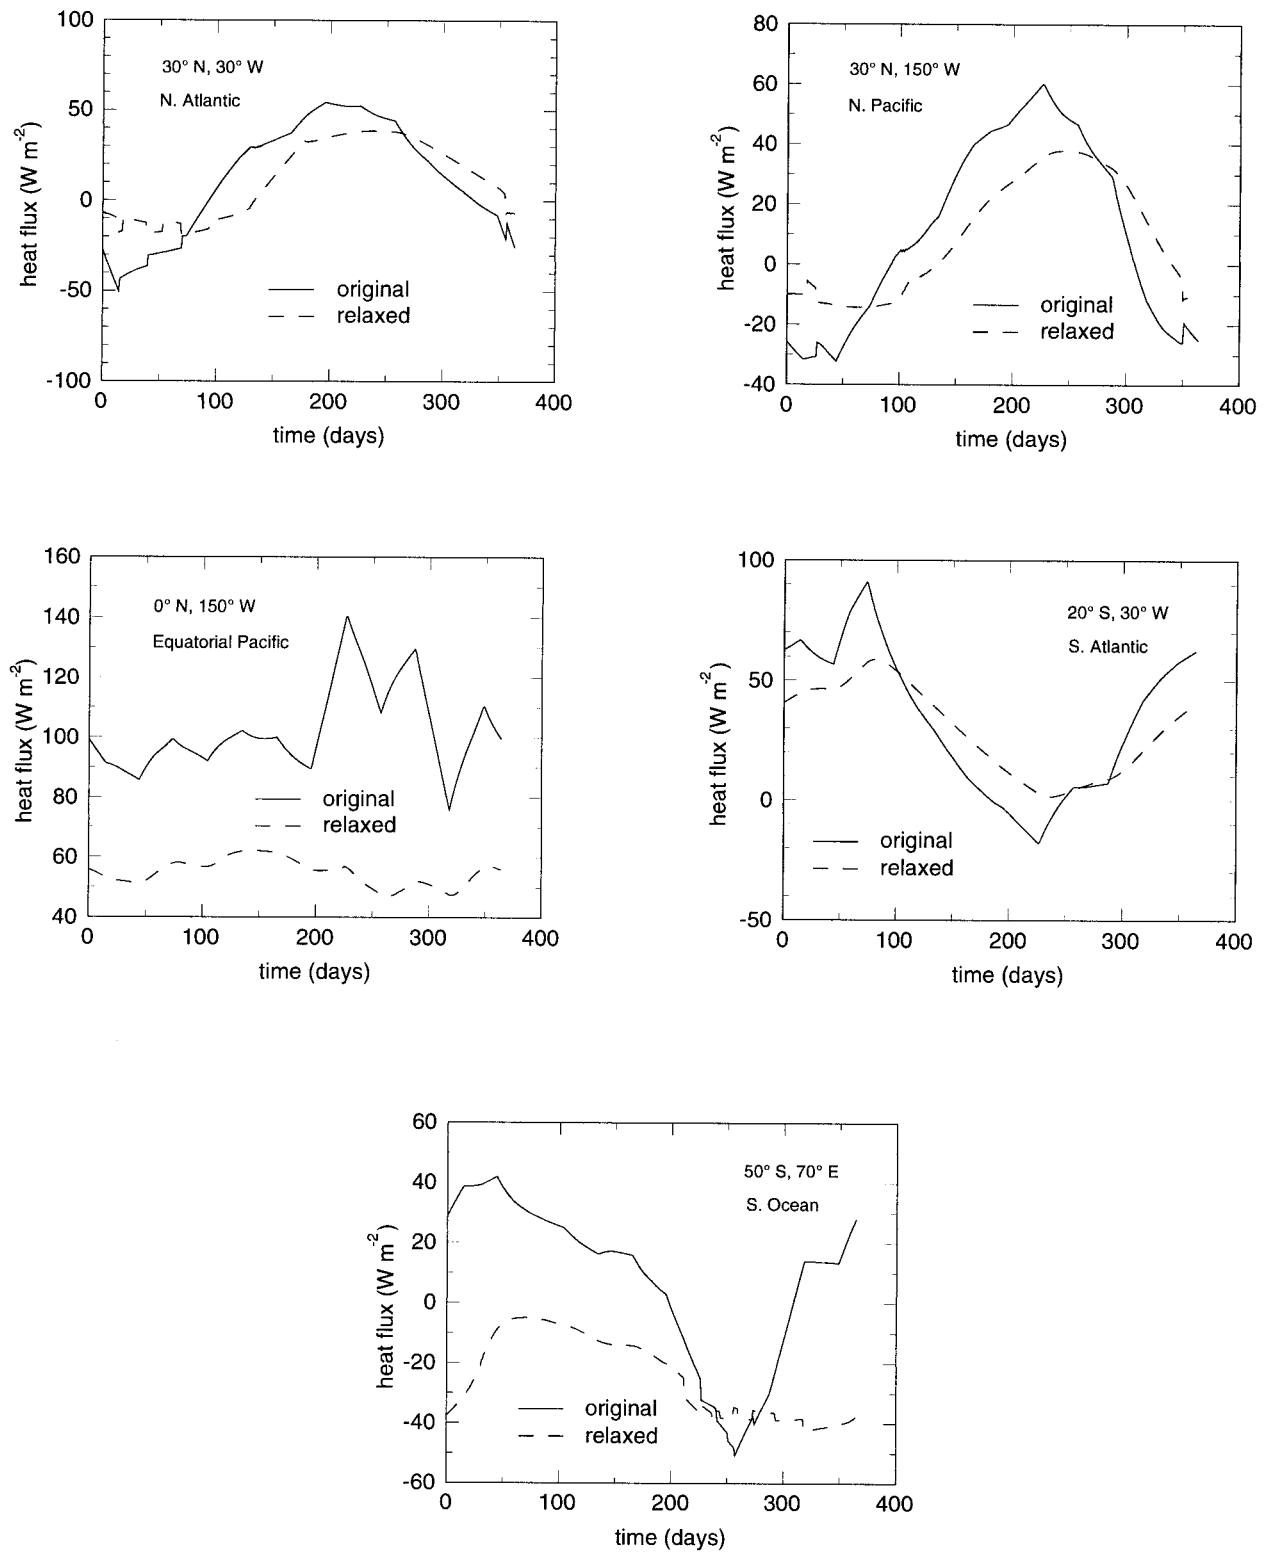 100
50
0
-50
-100
heat flux (W m-2)
30° N, 30° W
N. Atlantic
original
relaxed
0 100 200 300 400
time (days)
80
60
40
20
0
-20
-40
heat flux (W m-2)
30° N, 150° W
N. Pacific
original
relaxed
0 100 200 300 400
time (days)
160
140
120
100
80
60
40
heat flux (W m-2)
0° N, 150° W
Equatorial Pacific
original
relaxed
0 100 200 300 400
time (days)
100
50
0
-50
heat flux (W m-2)
20° S, 30° W
S. Atlantic
original
relaxed
0 100 200 300 400
time (days)
60
40
20
0
-20
-40
-60
heat flux (W m-2)
50° S, 70° E
S. Ocean
original
relaxed
0 100 200 300 400
time (days)